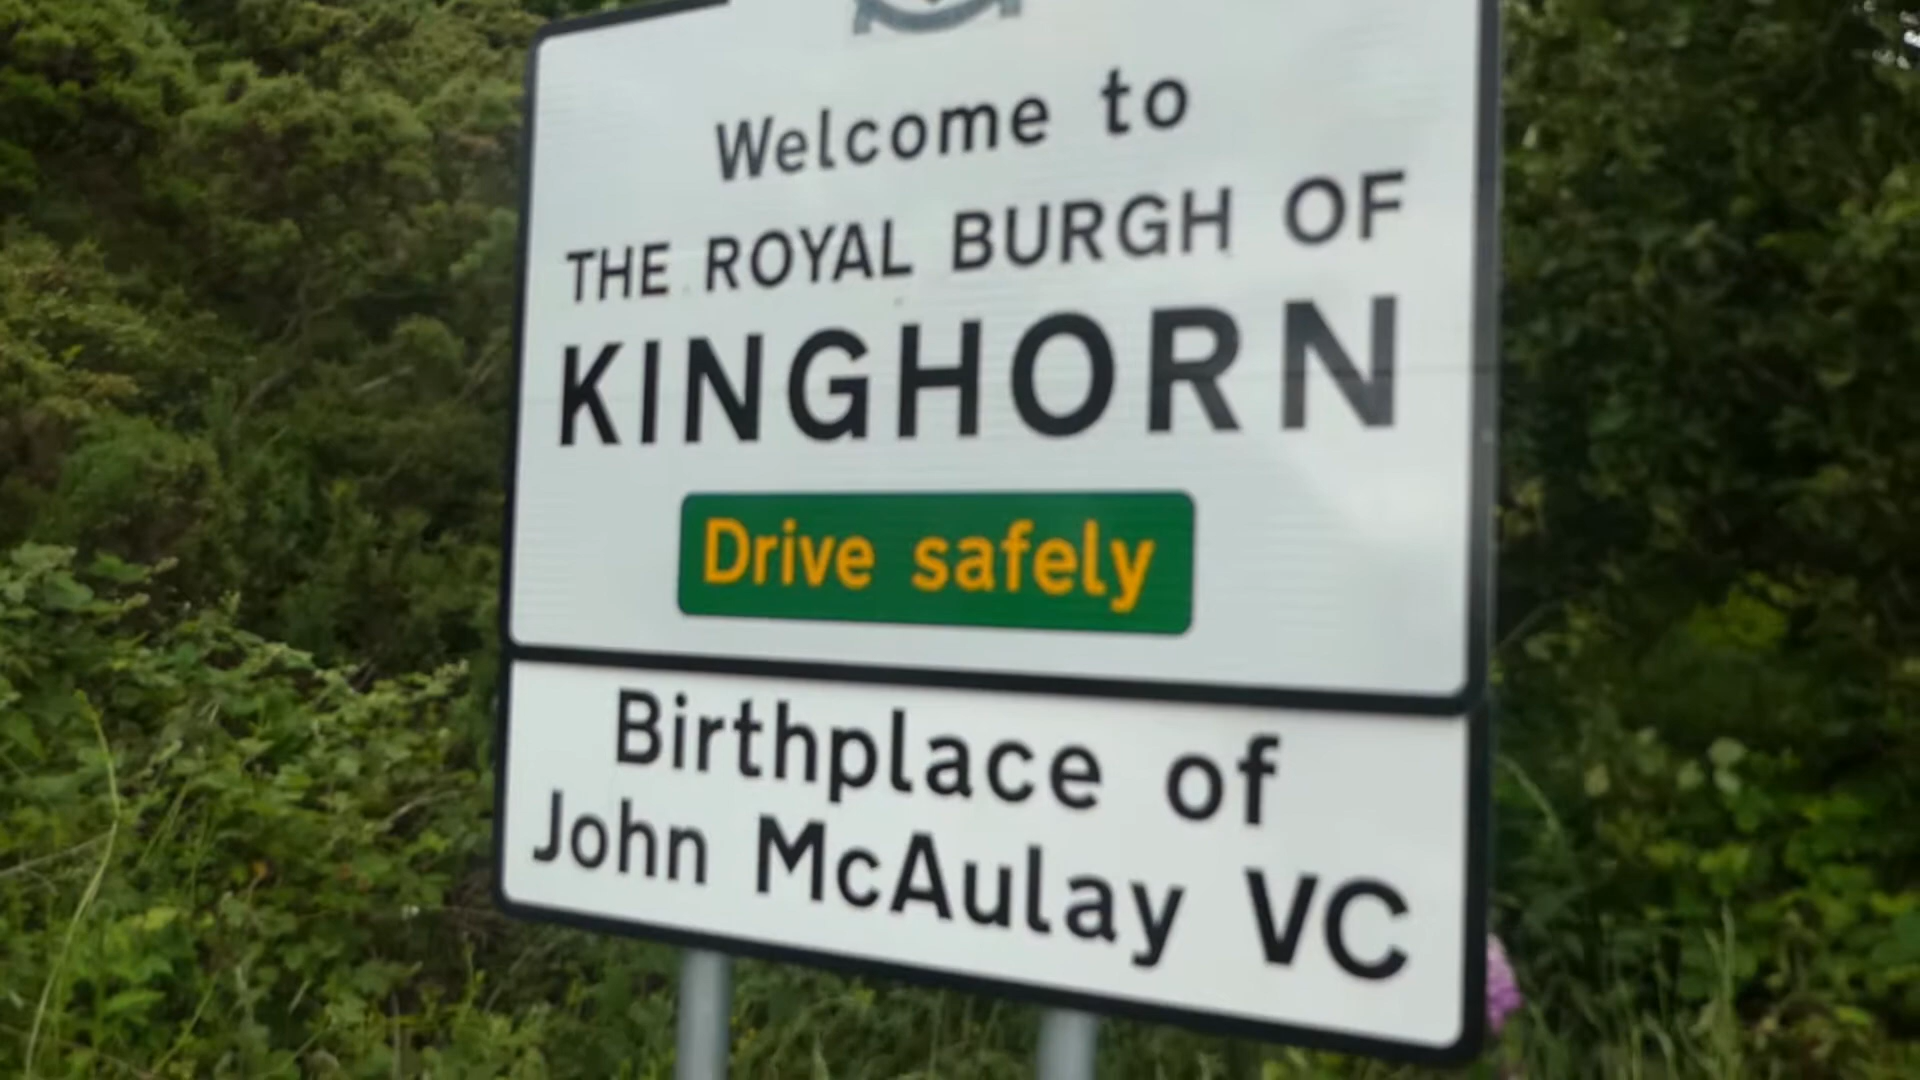 Welcome to
THE ROYAL BURGH OF
KINGHORN
Drive safely
Birthplace of
John McAulay VC